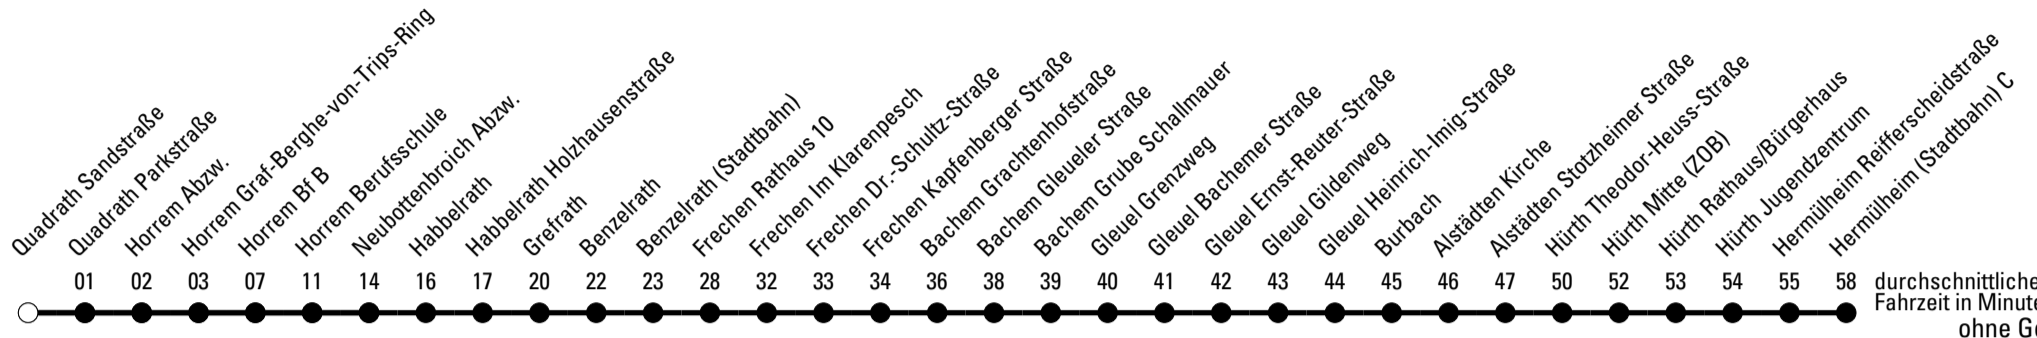 Quadrath Sandstraße
Quadrath Parkstraße
Horrem Abzw.
Horrem Graf-Berghe-von-Trips-Ring
Horrem Bf B
Horrem Berufsschule
Neubottenbroich Abzw.
Habbelrath
Habbelrath Holzhausenstraße
Grefrath
Benzelrath
Benzelrath (Stadtbahn)
Frechen Rathaus 10
Frechen Im Klarenpesch
Frechen Dr.-Schultz-Straße
Frechen Kapfenberger Straße
Bachem Grachtenhofstraße
Bachem Gleueler Straße
Bachem Grube Schallmauer
Gleuel Grenzweg
Gleuel Bachemer Straße
Gleuel Ernst-Reuter-Straße
Gleuel Gildenweg
Gleuel Heinrich-Imig-Straße
Burbach
Alstädten Kirche
Alstädten Stotzheimer Straße
Hürth Theodor-Heuss-Straße
Hürth Mitte (ZOB)
Hürth Rathaus/Bürgerhaus
Hürth Jugendzentrum
Hermülheim Reifferscheidstraße
Hermülheim (Stadtbahn) C
01 02 03 07 11 14 16 17 20 22 23 28 32 33 34 36 38 39 40 41 42 43 44 45 46 47 50 52 53 54 55 58 durchschnittliche
Fahrzeit in Minute
ohne Ge